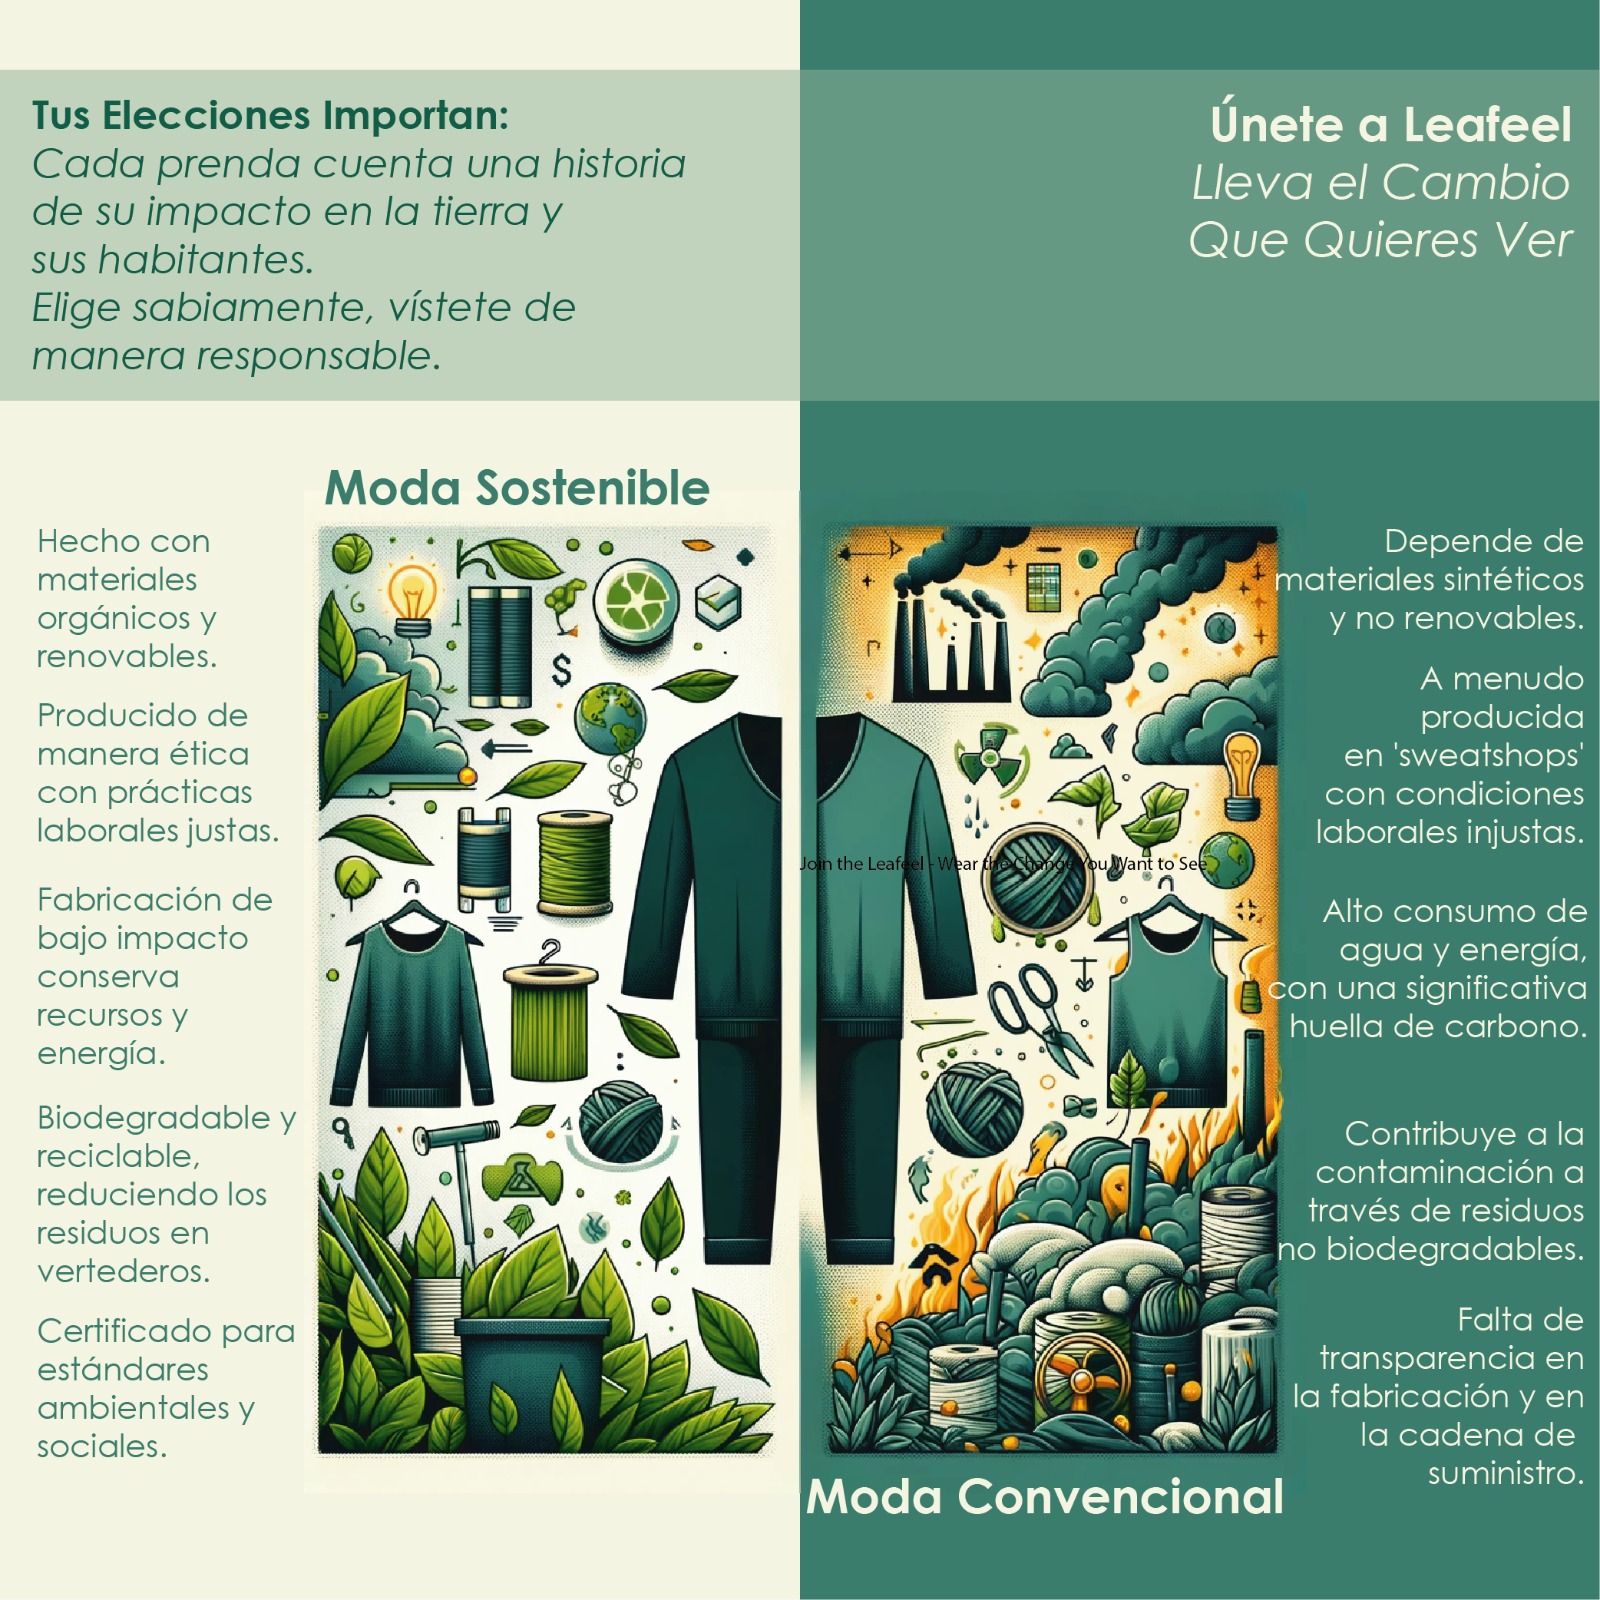 Tus Elecciones Importan:
Cada prenda cuenta una historia
de su impacto en la tierra y
sus habitantes.
Elige sabiamente, vístete de
manera responsable.
Únete a Leafeel
Lleva el Cambio
Que Quieres Ver
Moda Sostenible
Hecho con
materiales
orgánicos y
renovables.
Producido de
manera ética
con prácticas
laborales justas.
Fabricación de
bajo impacto
conserva
recursos y
energía.
Biodegradable y
reciclable,
reduciendo los
residuos en
vertederos.
Certificado para
estándares
ambientales y
sociales.
$
Join the Leafeel - Wear the Change You Want to See
Depende de
materiales sintéticos
y no renovables.
A menudo
producida
en 'sweatshops'
con condiciones
laborales injustas.
Alto consumo de
agua y energía,
con una significativa
huella de carbono.
Contribuye a la
contaminación a
través de residuos
no biodegradables.
Falta de
transparencia en
la fabricación y en
la cadena de
suministro.
Moda Convencional